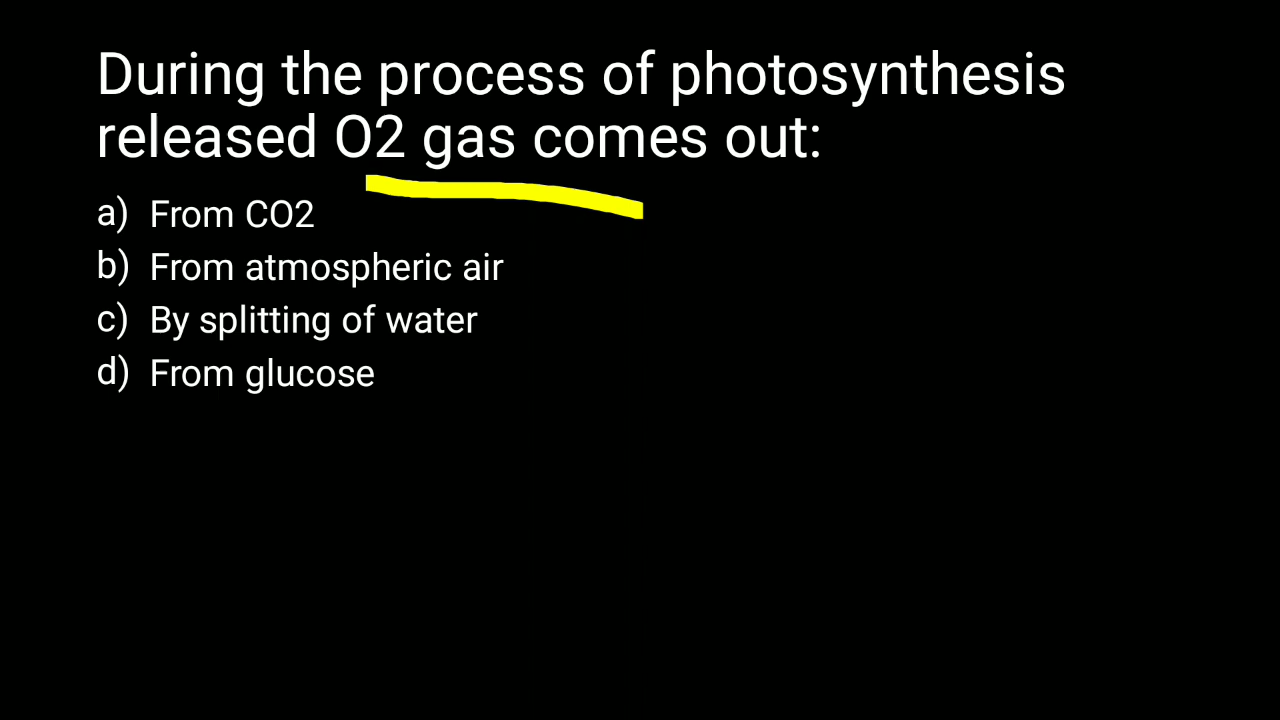 During the process of photosynthesis
released O2 gas comes out:
a) From CO2
b) From atmospheric air
c) By splitting of water
d) From glucose